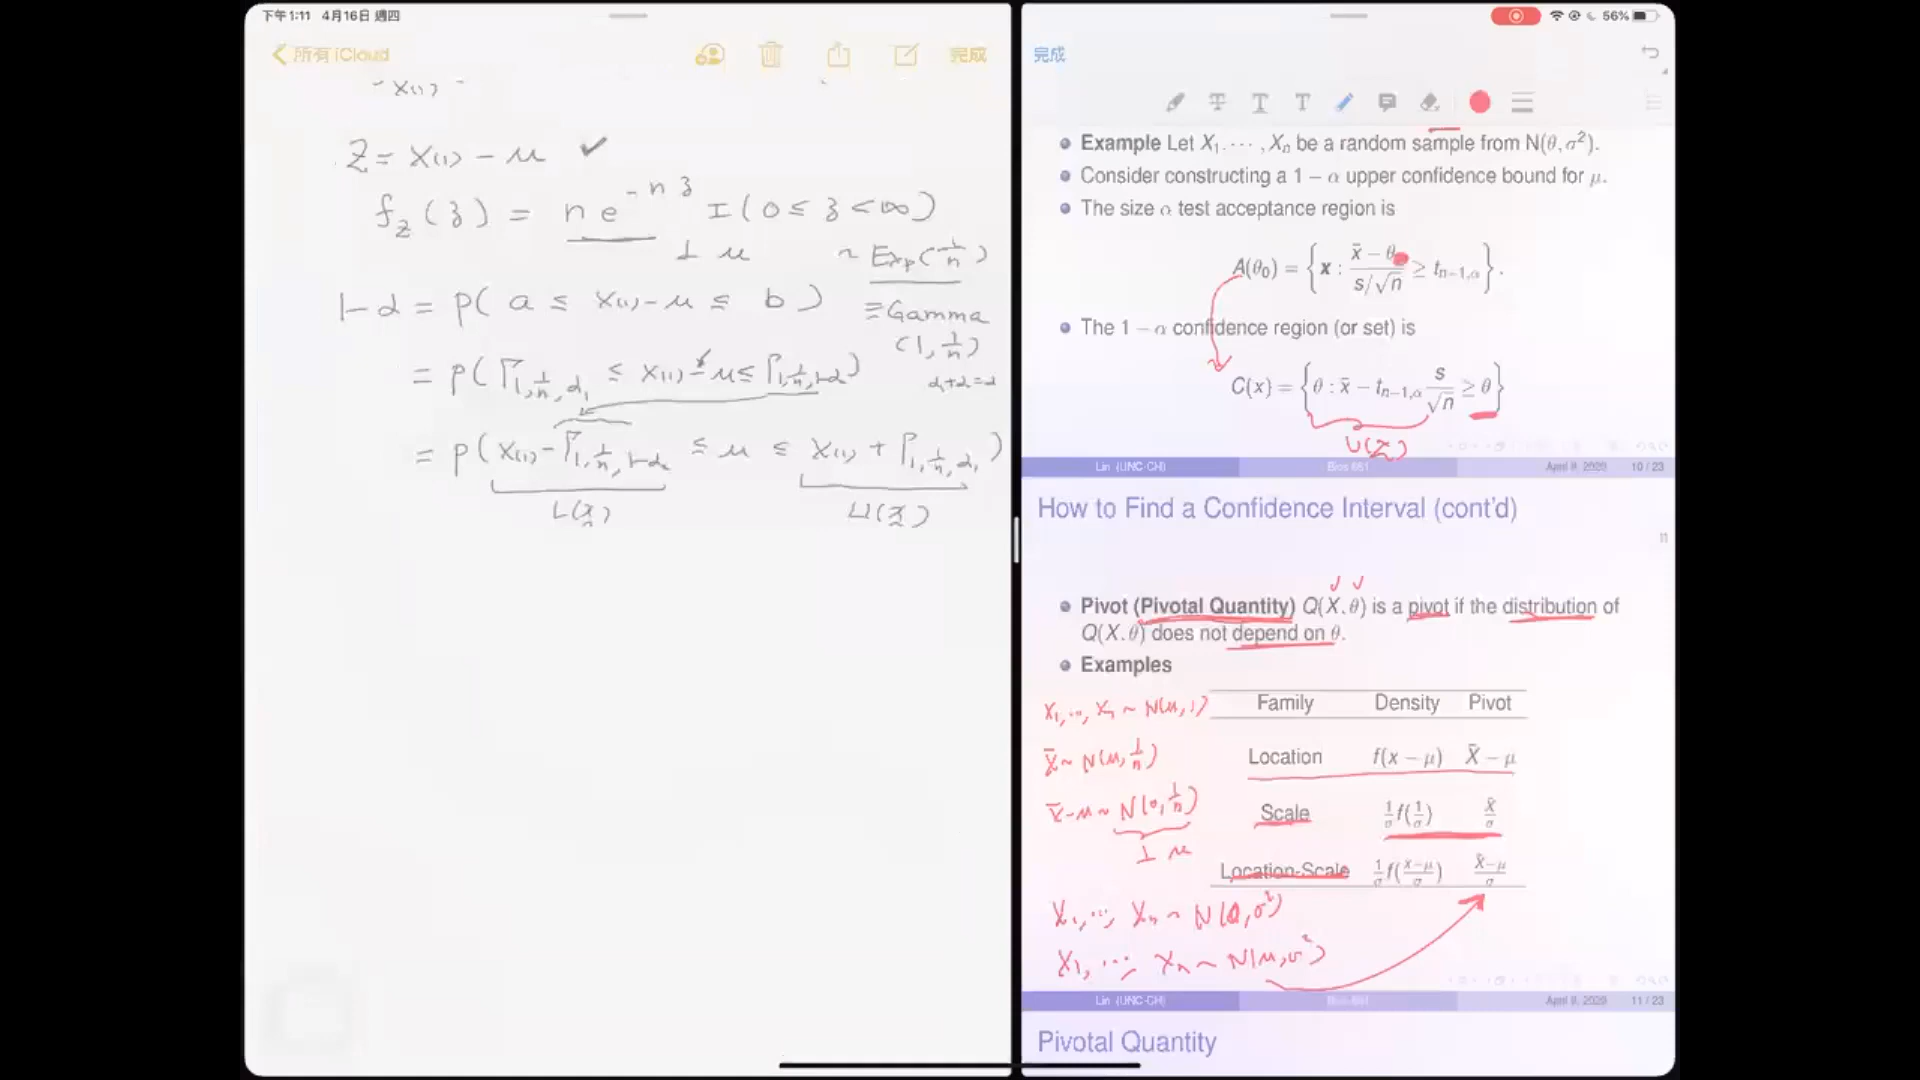 下午1:11 4月16日 週四
所有 iCloud
完成
X(1)
Z = X(1) − μ ✓
f_Z(z) = n e^{−nz} I(0 ≤ z < ∞)
⊥ μ ~ Exp(1/n)
1−α = P(a ≤ X(1) − μ ≤ b) ≡ Gamma
(1, 1/n)
= P(Γ_{1,1/n,α₁} ≤ X(1) − μ ≤ Γ_{1,1/n,1−α₂})
α₁+α₂=α
= P(X(1) − Γ_{1,1/n,1−α₂} ≤ μ ≤ X(1) + Γ_{1,1/n,α₁})
L(x) U(x)
56%
完成
Example Let X₁, ⋯ , Xₙ be a random sample from N(θ, σ²).
Consider constructing a 1 − α upper confidence bound for μ.
The size α test acceptance region is
A(θ₀) = { x : (x̄ − θ)/(s/√n) ≥ t_{n−1,α} } .
The 1 − α confidence region (or set) is
C(x) = { θ : x̄ − t_{n−1,α} s/√n ≥ θ }
U(x)
Lin (UNC-CH) Bios 661 April 9, 2020 10 / 23
How to Find a Confidence Interval (cont'd)
11
Pivot (Pivotal Quantity) Q(X, θ) is a pivot if the distribution of
Q(X, θ) does not depend on θ.
Examples
X₁, ⋯, Xₙ ~ N(μ, 1)
Family Density Pivot
X̄ ~ N(μ, 1/n)
Location f(x − μ) X̄ − μ
X̄−μ ~ N(0, 1/n)
Scale 1/σ f(1/σ) X̄/σ
⊥ μ
Location-Scale 1/σ f((x−μ)/σ) (X̄−μ)/σ
X₁, ⋯, Xₙ ~ N(0, σ²)
X₁, ⋯, Xₙ ~ N(μ, σ²)
Lin (UNC-CH) Bios 661 April 9, 2020 11 / 23
Pivotal Quantity